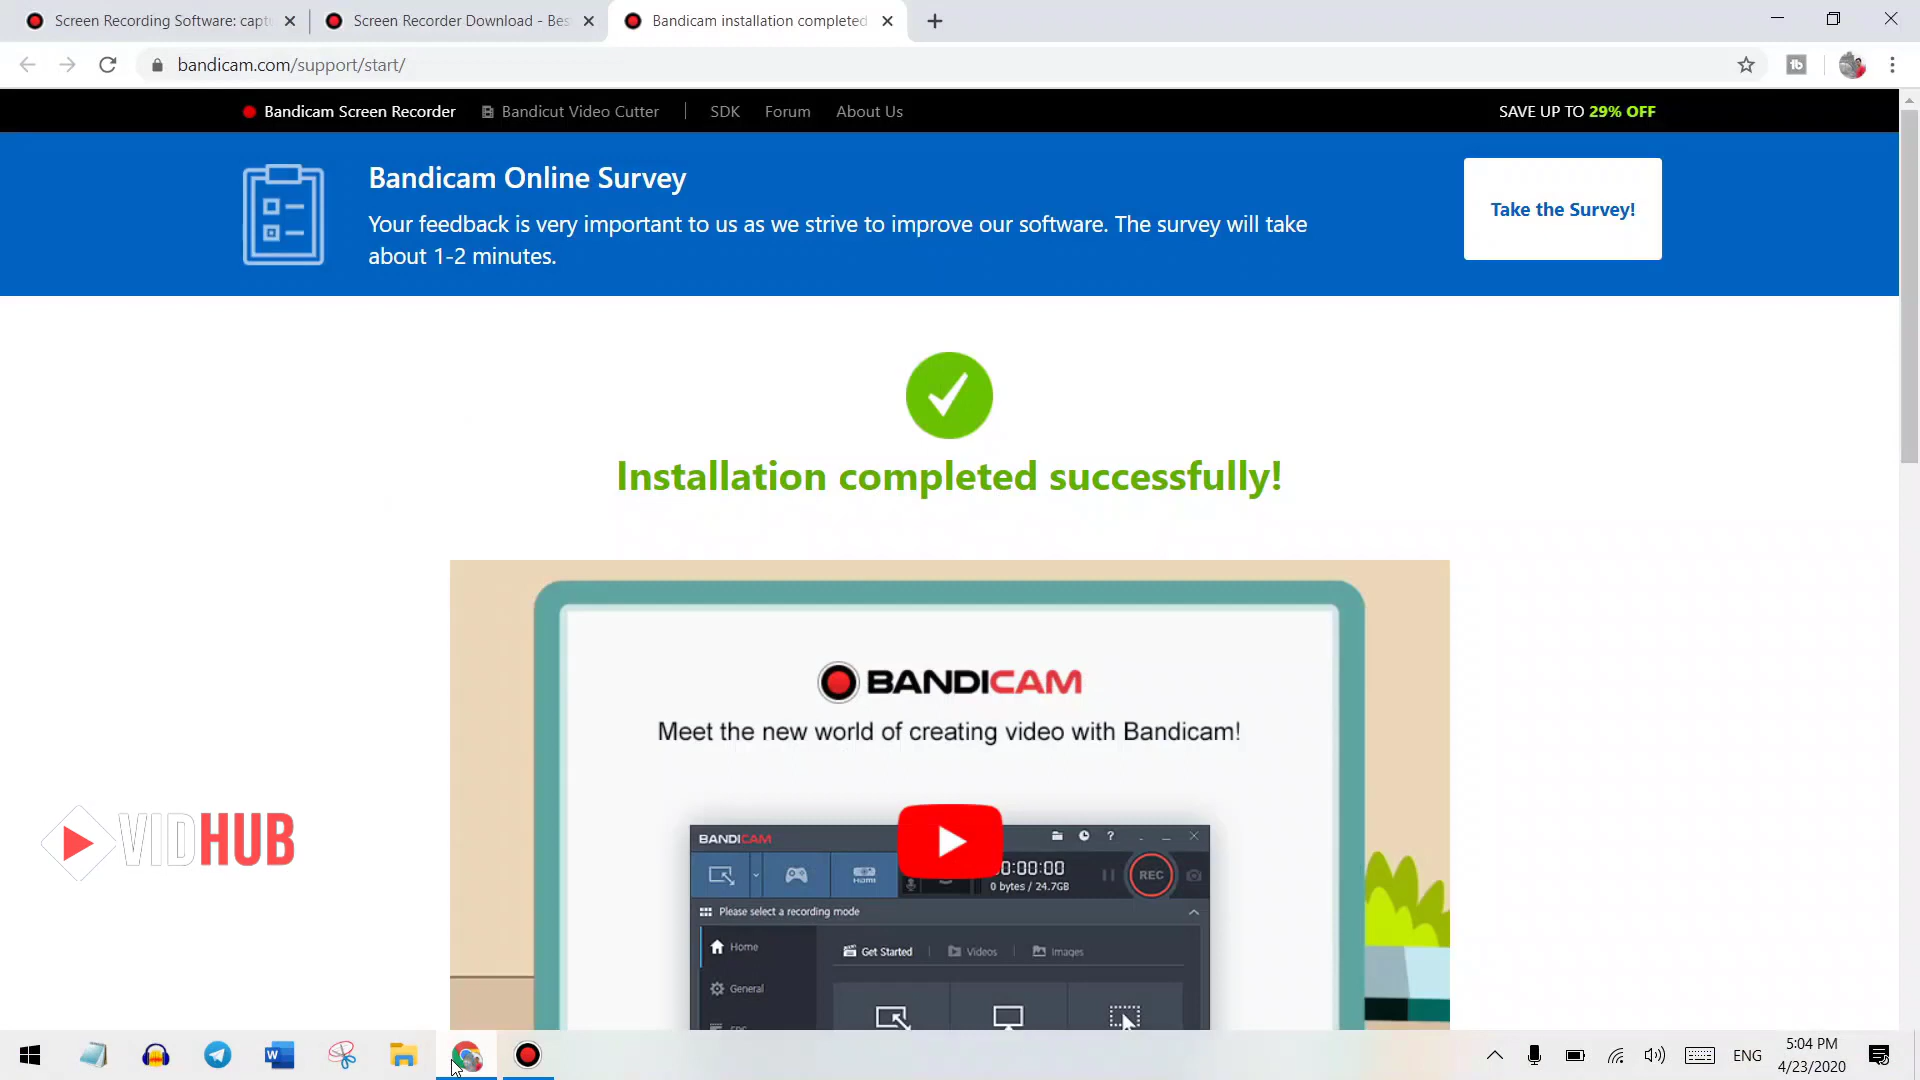 Screen Recording Software: capt
Screen Recorder Download - Bes
Bandicam installation completed
bandicam.com/support/start/
Bandicam Screen Recorder
Bandicut Video Cutter
SDK
Forum
About Us
SAVE UP TO 29% OFF
Bandicam Online Survey
Your feedback is very important to us as we strive to improve our software. The survey will take
about 1-2 minutes.
Take the Survey!
Installation completed successfully!
BANDICAM
Meet the new world of creating video with Bandicam!
VIDHUB
BANDICAM
HDMI
00:00:00
0 bytes / 24.7GB
REC
Please select a recording mode
Home
Get Started
Videos
Images
General
ENG
5:04 PM
4/23/2020